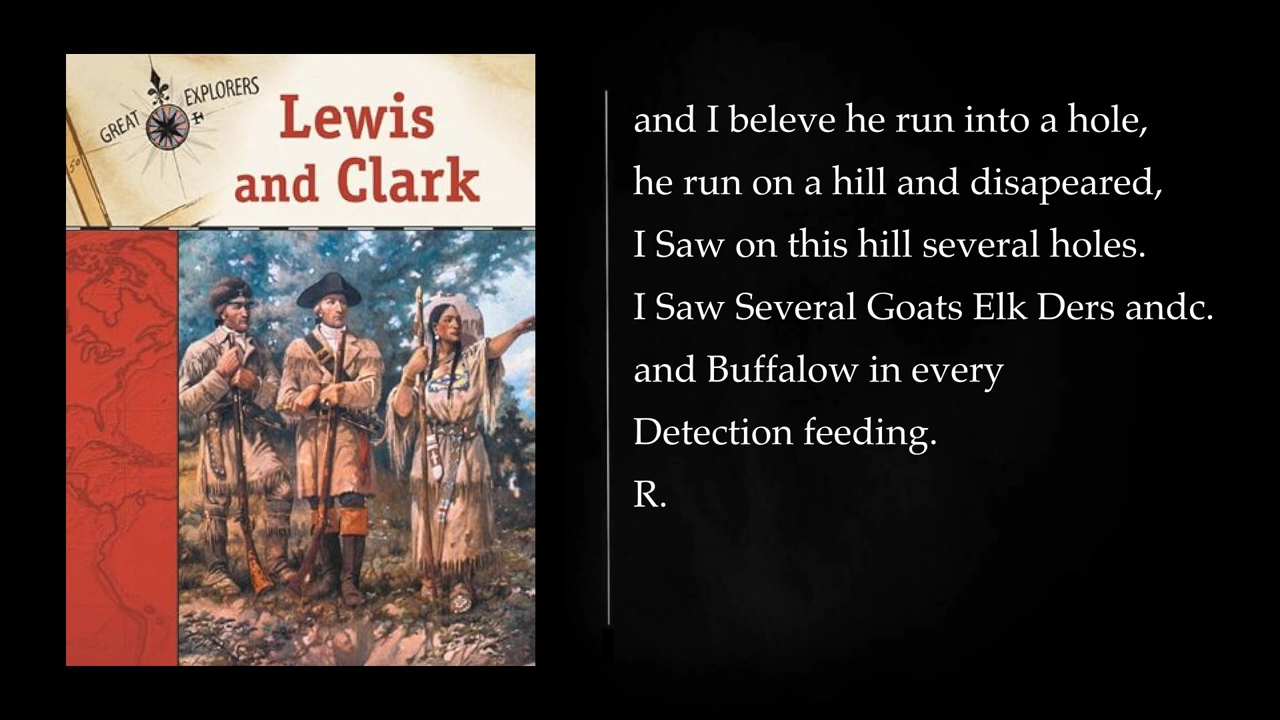 GREAT EXPLORERS
Lewis
and Clark
50
and I beleve he run into a hole,
he run on a hill and disapeared,
I Saw on this hill several holes.
I Saw Several Goats Elk Ders andc.
and Buffalow in every
Detection feeding.
R.